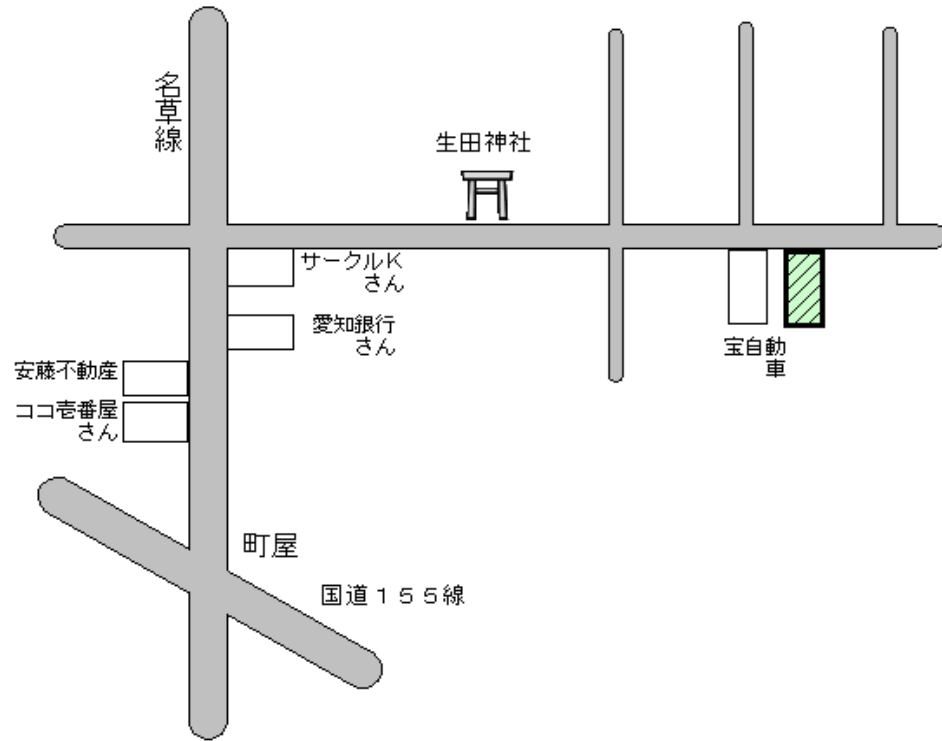 名草線
生田神社
サークルK
さん
愛知銀行
さん
宝自動
車
安藤不動産
ココ壱番屋
さん
町屋
国道155線